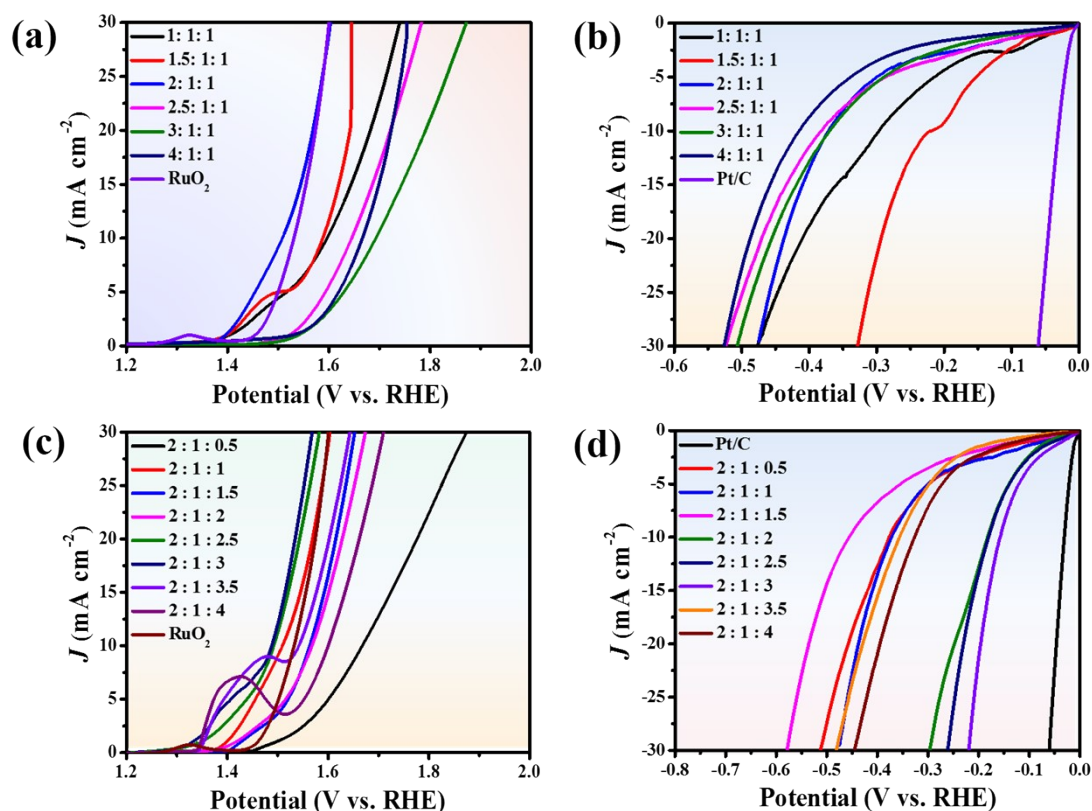 (a)
30
25
20
15
10
5
0
J (mA cm⁻²)
1: 1: 1
1.5: 1: 1
2: 1: 1
2.5: 1: 1
3: 1: 1
4: 1: 1
RuO₂
1.2 1.4 1.6 1.8 2.0
Potential (V vs. RHE)
(b)
0
-5
-10
-15
-20
-25
-30
J (mA cm⁻²)
1: 1: 1
1.5: 1: 1
2: 1: 1
2.5: 1: 1
3: 1: 1
4: 1: 1
Pt/C
-0.6 -0.5 -0.4 -0.3 -0.2 -0.1 0.0
Potential (V vs. RHE)
(c)
30
25
20
15
10
5
0
J (mA cm⁻²)
2 : 1 : 0.5
2 : 1 : 1
2 : 1 : 1.5
2 : 1 : 2
2 : 1 : 2.5
2 : 1 : 3
2 : 1 : 3.5
2 : 1 : 4
RuO₂
1.2 1.4 1.6 1.8 2.0
Potential (V vs. RHE)
(d)
0
-5
-10
-15
-20
-25
-30
J (mA cm⁻²)
Pt/C
2 : 1 : 0.5
2 : 1 : 1
2 : 1 : 1.5
2 : 1 : 2
2 : 1 : 2.5
2 : 1 : 3
2 : 1 : 3.5
2 : 1 : 4
-0.8 -0.7 -0.6 -0.5 -0.4 -0.3 -0.2 -0.1 0.0
Potential (V vs. RHE)